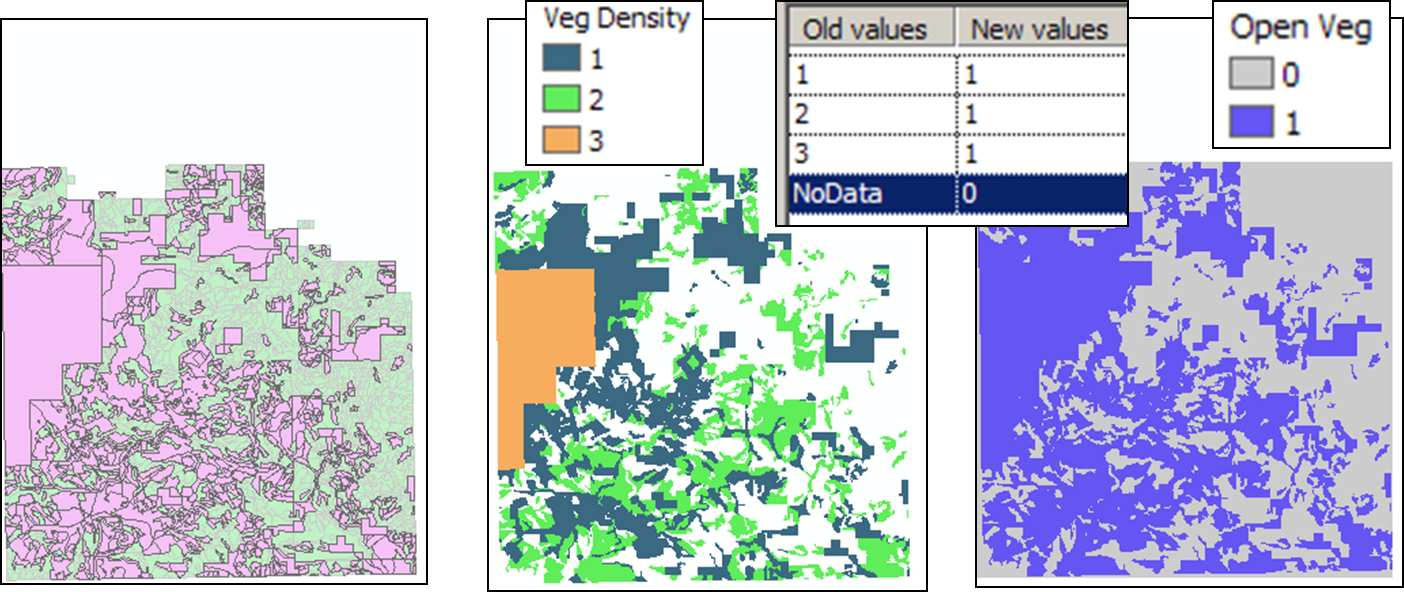 Veg Density
1
2
3
Old values New values
1 1
2 1
3 1
NoData 0
Open Veg
0
1